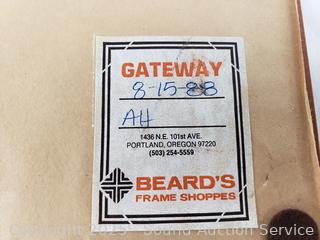 GATEWAY
8-15-88
AH
1436 N.E. 101st AVE.
PORTLAND, OREGON 97220
(503) 254-5559
BEARD'S
FRAME SHOPPES
Copyright 2023 Sound Auction Service